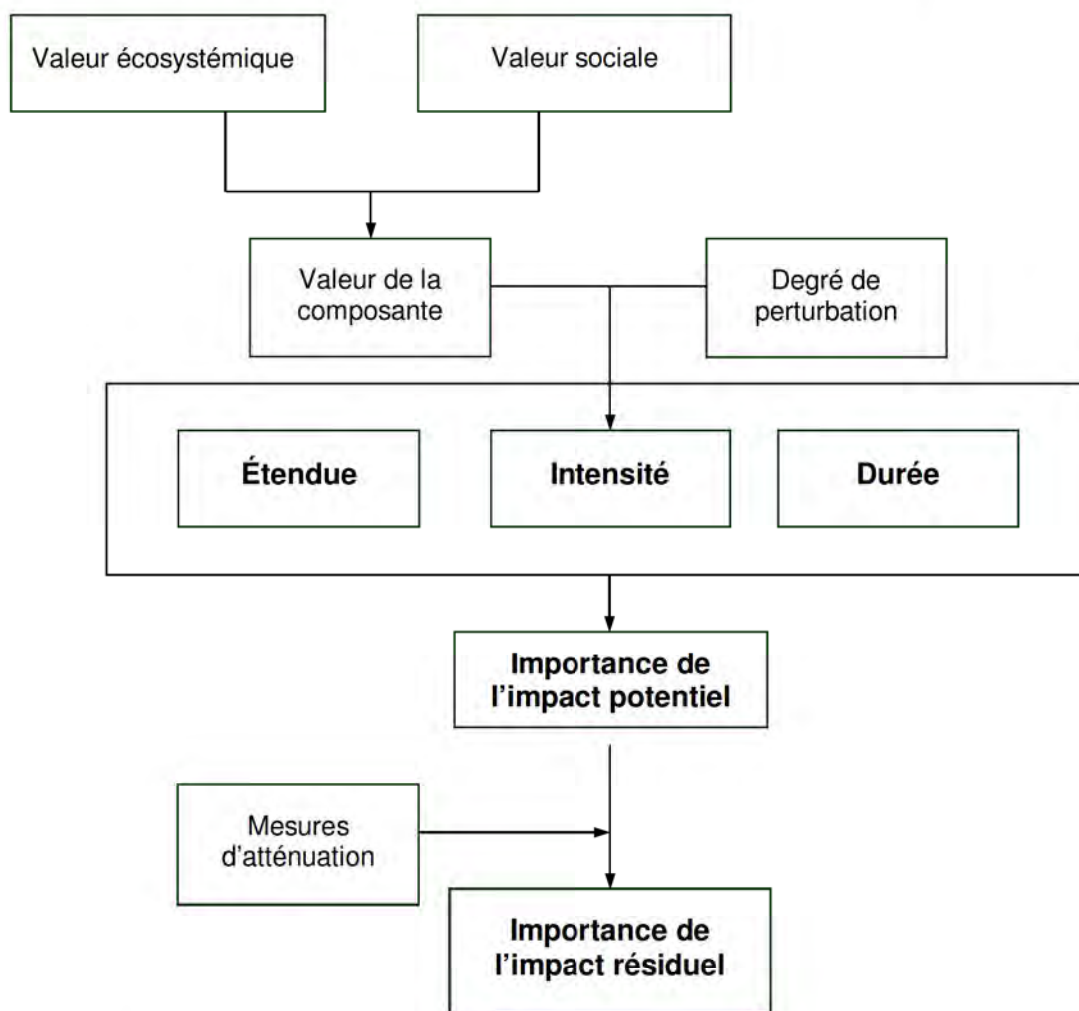 Valeur écosystémique
Valeur sociale
Valeur de la
composante
Degré de
perturbation
Étendue
Intensité
Durée
Importance de
l’impact potentiel
Mesures
d’atténuation
Importance de
l’impact résiduel